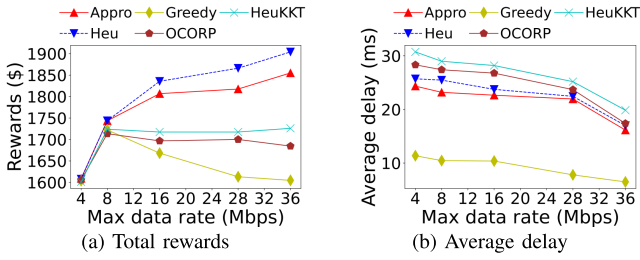 Appro Greedy HeuKKT
Heu OCORP
1900
1850
1800
1750
1700
1650
1600
Rewards ($)
4 8 12 16 20 24 28 32 36
Max data rate (Mbps)
(a) Total rewards
Appro Greedy HeuKKT
Heu OCORP
30
20
10
Average delay (ms)
4 8 12 16 20 24 28 32 36
Max data rate (Mbps)
(b) Average delay